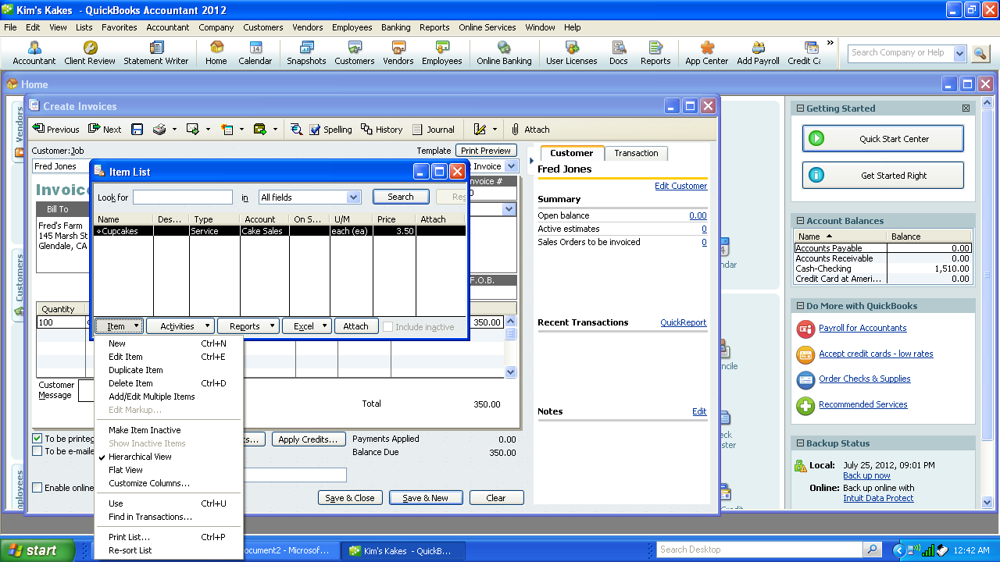 Kim's Kakes - QuickBooks Accountant 2012
File Edit View Lists Favorites Accountant Company Customers Vendors Employees Banking Reports Online Services Window Help
Accountant Client Review Statement Writer Home Calendar Snapshots Customers Vendors Employees Online Banking User Licenses Docs Reports App Center Add Payroll Credit Ca
Search Company or Help
Home
Vendors
Customers
Employees
Create Invoices
Previous Next Spelling History Journal Attach
Customer:Job Template Print Preview
Fred Jones Invoice
Invoice
Invoice #
Bill To
Fred's Farm
145 Marsh St
Glendale, CA
F.O.B.
Quantity
100 350.00
Customer
Message
Total 350.00
To be printed
To be e-mailed
Apply Credits...
Payments Applied 0.00
Balance Due 350.00
Enable online
Save & Close Save & New Clear
Item List
Look for in All fields Search Res
Name Des... Type Account On S... U/M Price Attach
Cupcakes Service Cake Sales each (ea) 3.50
Item Activities Reports Excel Attach Include inactive
New Ctrl+N
Edit Item Ctrl+E
Duplicate Item
Delete Item Ctrl+D
Add/Edit Multiple Items
Edit Markup...
Make Item Inactive
Show Inactive Items
Hierarchical View
Flat View
Customize Columns...
Use Ctrl+U
Find in Transactions...
Print List... Ctrl+P
Re-sort List
Customer Transaction
Fred Jones
Edit Customer
Summary
Open balance 0.00
Active estimates 0
Sales Orders to be invoiced 0
Recent Transactions QuickReport
Notes Edit
Getting Started
Quick Start Center
Get Started Right
Account Balances
Name Balance
Accounts Payable 0.00
Accounts Receivable 0.00
Cash-Checking 1,510.00
Credit Card at Ameri... 0.00
Do More with QuickBooks
Payroll for Accountants
Accept credit cards - low rates
Order Checks & Supplies
Recommended Services
Backup Status
Local: July 25, 2012, 09:01 PM
Back up now
Online: Back up online with
Intuit Data Protect
start
Document2 - Microsof...
Kim's Kakes - QuickB...
Search Desktop
12:42 AM